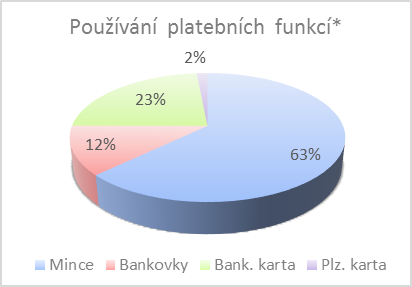 Používání platebních funkcí*
2%
23%
12%
63%
Mince Bankovky Bank. karta Plz. karta